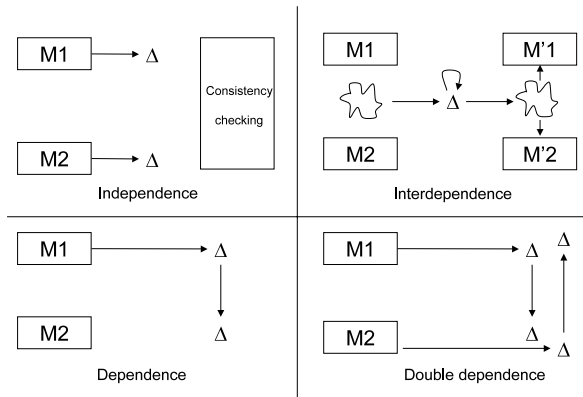 M1
Δ
Consistency
checking
M2
Δ
Independence
M1
M'1
Δ
M2
M'2
Interdependence
M1
Δ
M2
Δ
Dependence
M1
Δ
Δ
M2
Δ
Δ
Double dependence